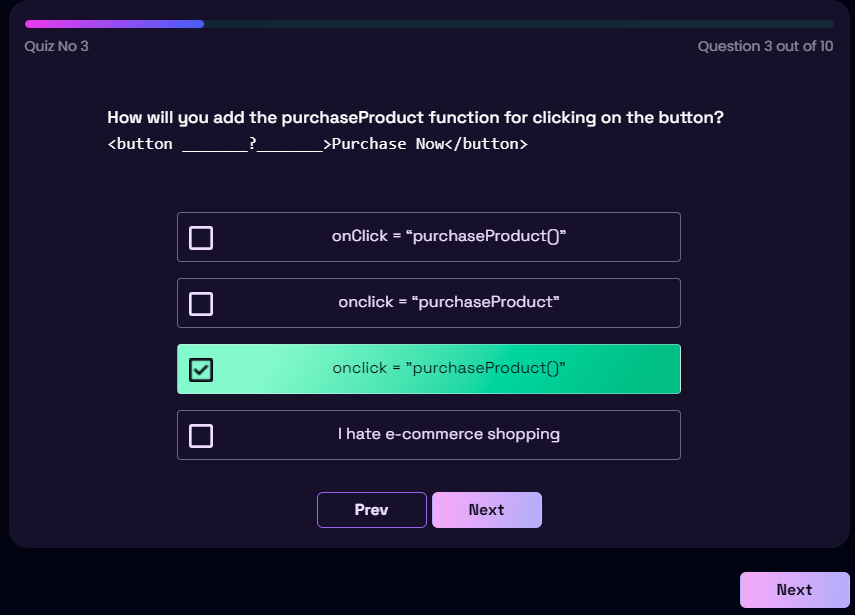 Quiz No 3
Question 3 out of 10
How will you add the purchaseProduct function for clicking on the button?
<button _______?_______>Purchase Now</button>
onClick = “purchaseProduct()”
onclick = “purchaseProduct”
onclick = ”purchaseProduct()”
I hate e-commerce shopping
Prev
Next
Next